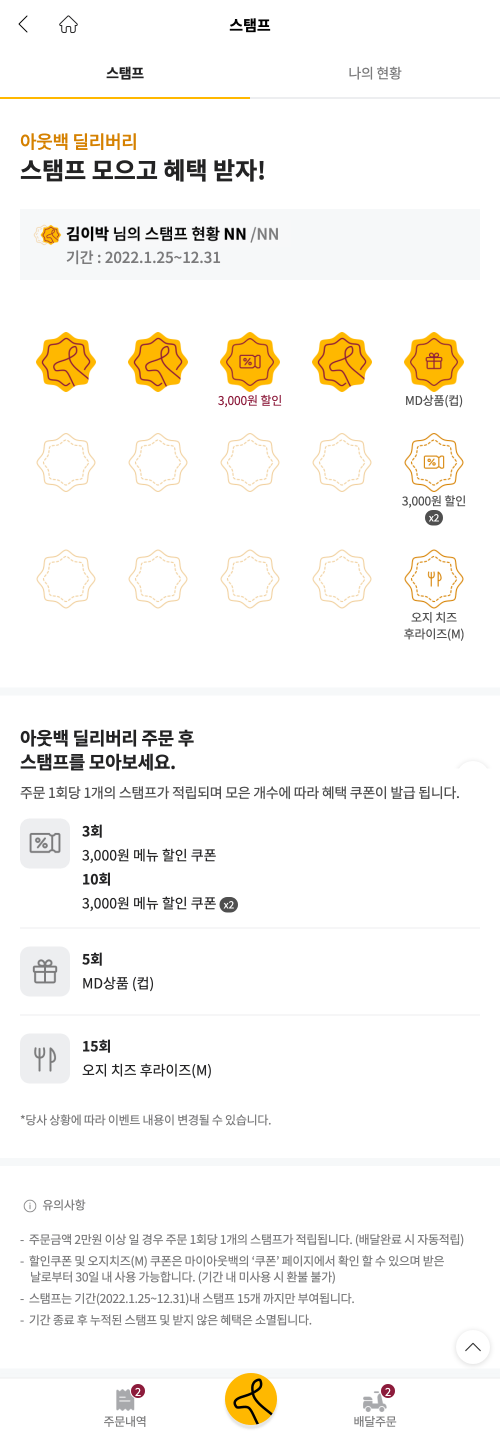 스탬프
스탬프
나의 현황
아웃백 딜리버리
스탬프 모으고 혜택 받자!
김이박 님의 스탬프 현황 NN /NN
기간 : 2022.1.25~12.31
3,000원 할인
MD상품(컵)
3,000원 할인
x2
오지 치즈
후라이즈(M)
아웃백 딜리버리 주문 후
스탬프를 모아보세요.
주문 1회당 1개의 스탬프가 적립되며 모은 개수에 따라 혜택 쿠폰이 발급 됩니다.
3회
3,000원 메뉴 할인 쿠폰
10회
3,000원 메뉴 할인 쿠폰 x2
5회
MD상품 (컵)
15회
오지 치즈 후라이즈(M)
*당사 상황에 따라 이벤트 내용이 변경될 수 있습니다.
유의사항
- 주문금액 2만원 이상 일 경우 주문 1회당 1개의 스탬프가 적립됩니다. (배달완료 시 자동적립)
- 할인쿠폰 및 오지치즈(M) 쿠폰은 마이아웃백의 ‘쿠폰’ 페이지에서 확인 할 수 있으며 받은
날로부터 30일 내 사용 가능합니다. (기간 내 미사용 시 환불 불가)
- 스탬프는 기간(2022.1.25~12.31)내 스탬프 15개 까지만 부여됩니다.
- 기간 종료 후 누적된 스탬프 및 받지 않은 혜택은 소멸됩니다.
2
주문내역
2
배달주문